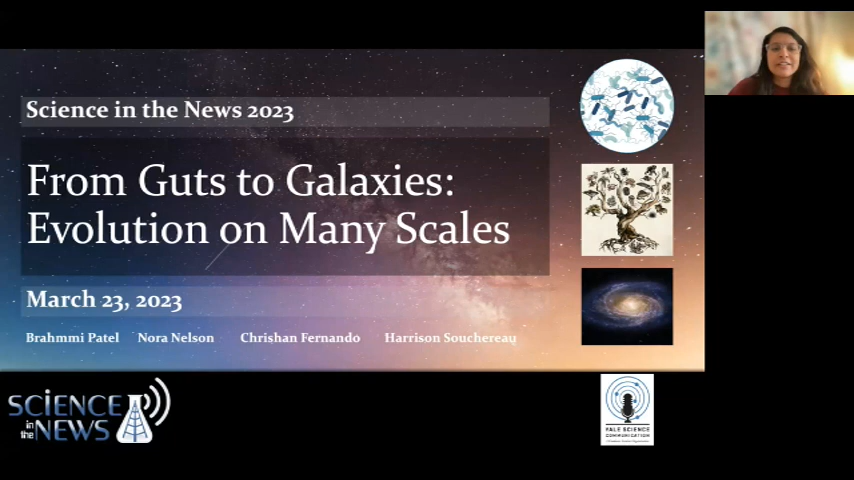 Science in the News 2023
From Guts to Galaxies:
Evolution on Many Scales
March 23, 2023
Brahmmi Patel Nora Nelson Chrishan Fernando Harrison Souchereau
SCIENCE
in the NEWS
YALE SCIENCE
COMMUNICATION